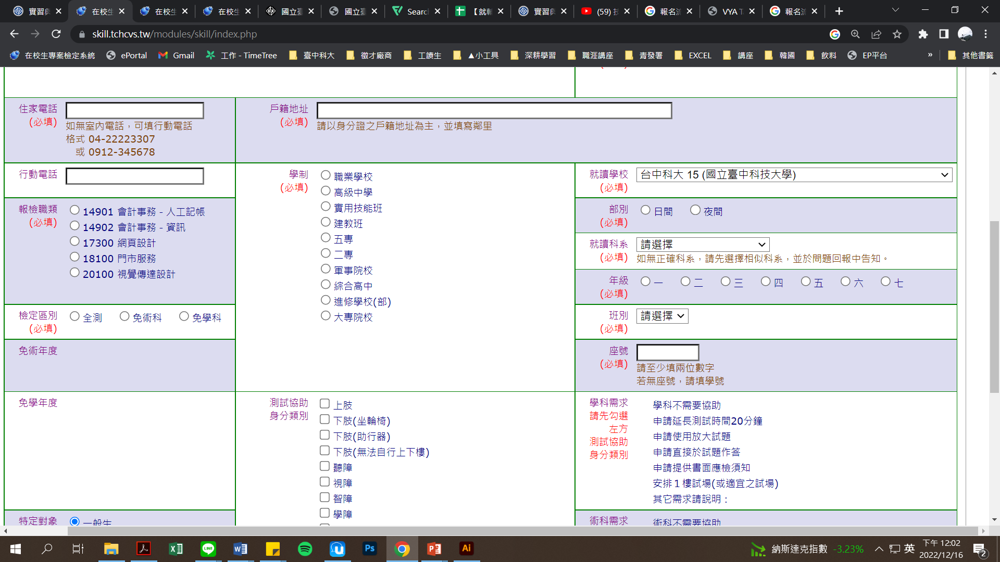 實習與
在校生
在校生
在校生
國立臺
國立臺
Search
【就輔
實習與
(59) 技
報名流
VYA T
報名流
skill.tchcvs.tw/modules/skill/index.php
在校生專案檢定系統
ePortal
Gmail
工作 - TimeTree
臺中科大
徵才廠商
工讀生
▲小工具
深耕學習
職涯講座
青發署
EXCEL
講座
韓國
飲料
EP平台
»
其他書籤
住家電話
(必填)
如無室內電話，可填行動電話
格式 04-22223307
或 0912-345678
戶籍地址
(必填)
請以身分證之戶籍地址為主，並填寫鄰里
行動電話
學制
(必填)
職業學校
高級中學
實用技能班
建教班
五專
二專
軍事院校
綜合高中
進修學校(部)
大專院校
就讀學校
(必填)
台中科大 15 (國立臺中科技大學)
報檢職類
(必填)
14901 會計事務 - 人工記帳
14902 會計事務 - 資訊
17300 網頁設計
18100 門市服務
20100 視覺傳達設計
部別
(必填)
日間
夜間
就讀科系
(必填)
請選擇
如無正確科系，請先選擇相似科系，並於問題回報中告知。
年級
(必填)
一
二
三
四
五
六
七
檢定區別
(必填)
全測
免術科
免學科
班別
(必填)
請選擇
免術年度
座號
(必填)
請至少填兩位數字
若無座號，請填學號
免學年度
測試協助
身分類別
上肢
下肢(坐輪椅)
下肢(助行器)
下肢(無法自行上下樓)
聽障
視障
智障
學障
學科需求
請先勾選
左方
測試協助
身分類別
學科不需要協助
申請延長測試時間20分鐘
申請使用放大試題
申請直接於試題作答
申請提供書面應檢須知
安排１樓試場(或適宜之試場)
其它需求請說明：
特定對象
一般生
術科需求
術科不需要協助
納斯達克指數 -3.23%
英
下午 12:02
2022/12/16
2